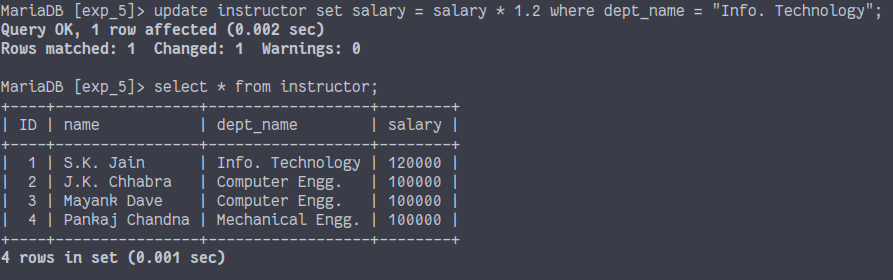 MariaDB [exp_5]> update instructor set salary = salary * 1.2 where dept_name = "Info. Technology";
Query OK, 1 row affected (0.002 sec)
Rows matched: 1  Changed: 1  Warnings: 0

MariaDB [exp_5]> select * from instructor;
+----+----------------+------------------+--------+
| ID | name           | dept_name        | salary |
+----+----------------+------------------+--------+
|  1 | S.K. Jain      | Info. Technology | 120000 |
|  2 | J.K. Chhabra   | Computer Engg.   | 100000 |
|  3 | Mayank Dave    | Computer Engg.   | 100000 |
|  4 | Pankaj Chandna | Mechanical Engg. | 100000 |
+----+----------------+------------------+--------+
4 rows in set (0.001 sec)